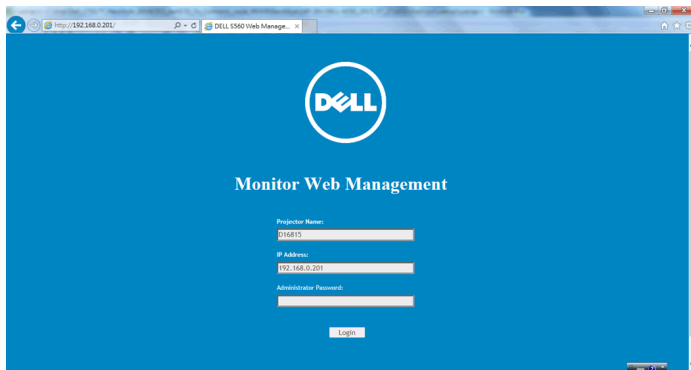 http://192.168.0.201/
DELL S560 Web Manage...
DELL
Monitor Web Management
Projector Name:
D16815
IP Address:
192.168.0.201
Administrator Password:
Login